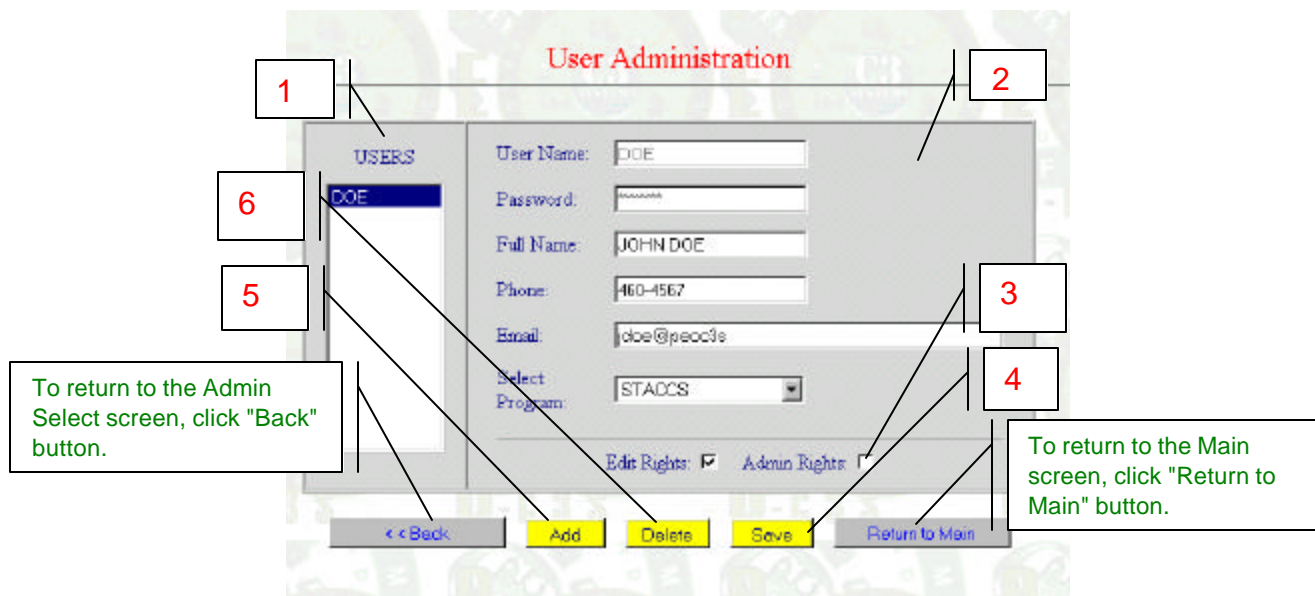 User Administration
1
2
USERS
User Name: DOE
DOE
6
Password: *******
Full Name: JOHN DOE
5
Phone: 460-4567
3
Email: jdoe@peoc3s
Select
Program: STACCS
4
To return to the Admin
Select screen, click "Back"
button.
Edit Rights: Admin Rights:
To return to the Main
screen, click "Return to
Main" button.
<<Back Add Delete Save Return to Main